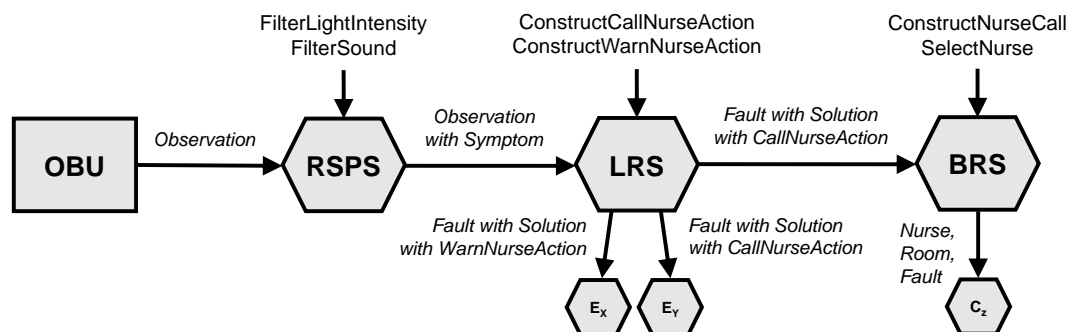 FilterLightIntensity
FilterSound
ConstructCallNurseAction
ConstructWarnNurseAction
ConstructNurseCall
SelectNurse
OBU
Observation
RSPS
Observation
with Symptom
LRS
Fault with Solution
with CallNurseAction
BRS
Fault with Solution
with WarnNurseAction
Fault with Solution
with CallNurseAction
Nurse,
Room,
Fault
EX
EY
Cz